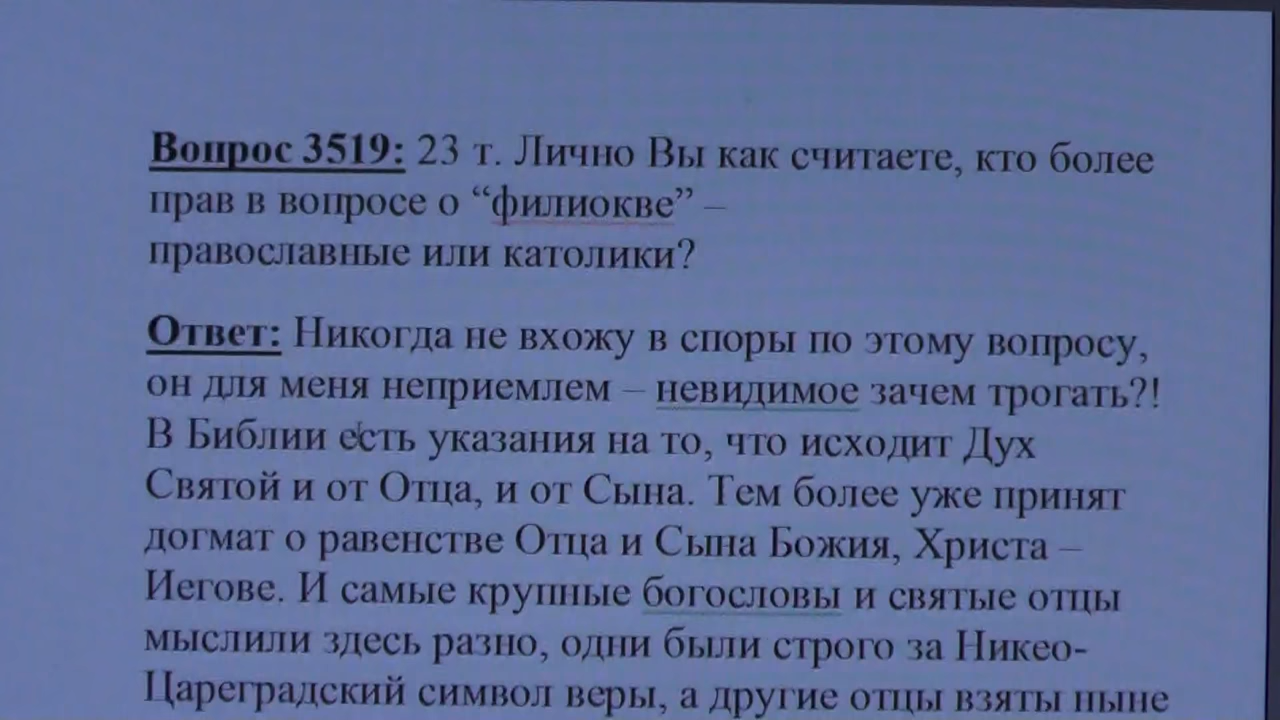 Вопрос 3519: 23 т. Лично Вы как считаете, кто более
прав в вопросе о “филиокве” –
православные или католики?
Ответ: Никогда не вхожу в споры по этому вопросу,
он для меня неприемлем – невидимое зачем трогать?!
В Библии есть указания на то, что исходит Дух
Святой и от Отца, и от Сына. Тем более уже принят
догмат о равенстве Отца и Сына Божия, Христа –
Иегове. И самые крупные богословы и святые отцы
мыслили здесь разно, одни были строго за Никео-
Цареградский символ веры, а другие отцы взяты ныне